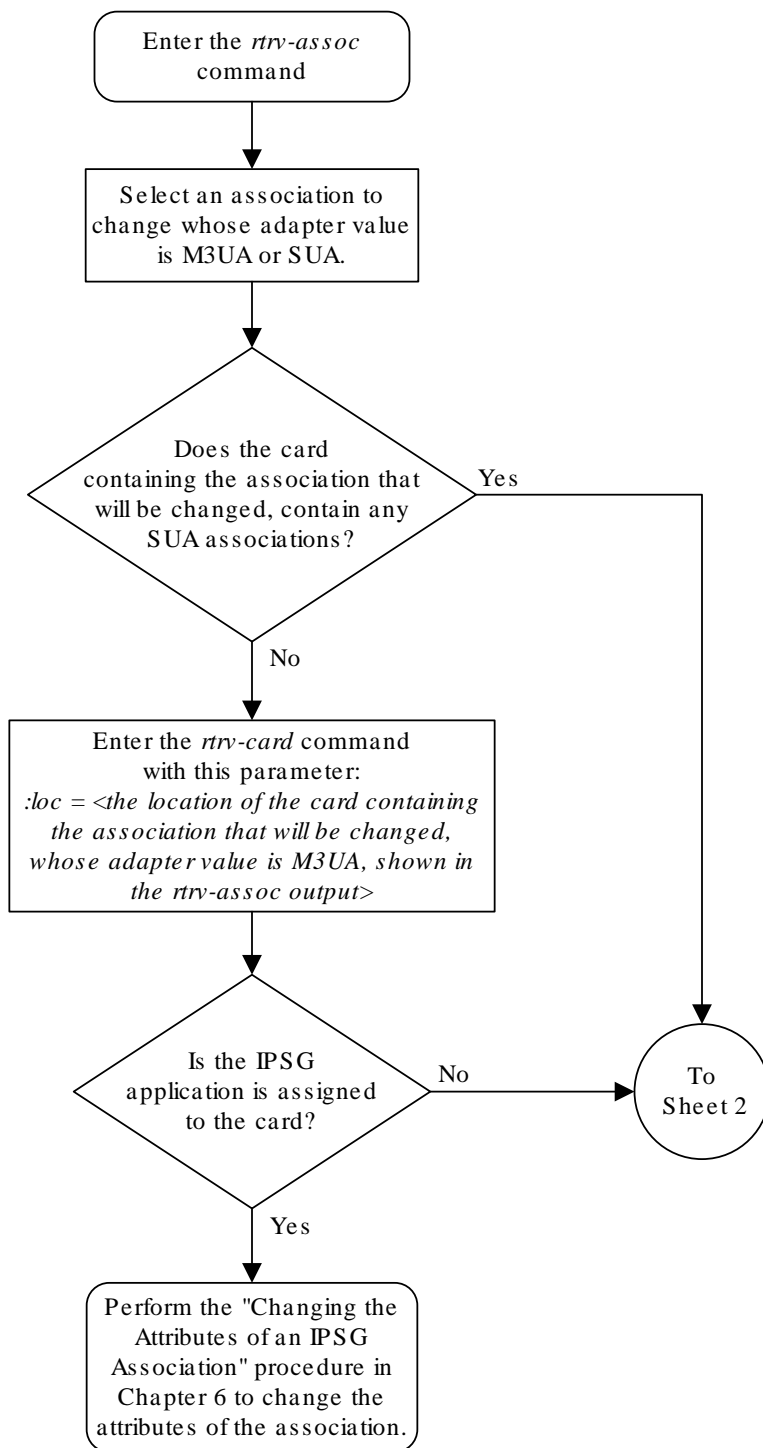 Enter the rtrv-assoc
command
Select an association to
change whose adapter value
is M3UA or SUA.
Does the card
containing the association that
will be changed, contain any
SUA associations?
Yes
No
Enter the rtrv-card command
with this parameter:
:loc = <the location of the card containing
the association that will be changed,
whose adapter value is M3UA, shown in
the rtrv-assoc output>
Is the IPSG
application is assigned
to the card?
No
To
Sheet 2
Yes
Perform the "Changing the
Attributes of an IPSG
Association" procedure in
Chapter 6 to change the
attributes of the association.